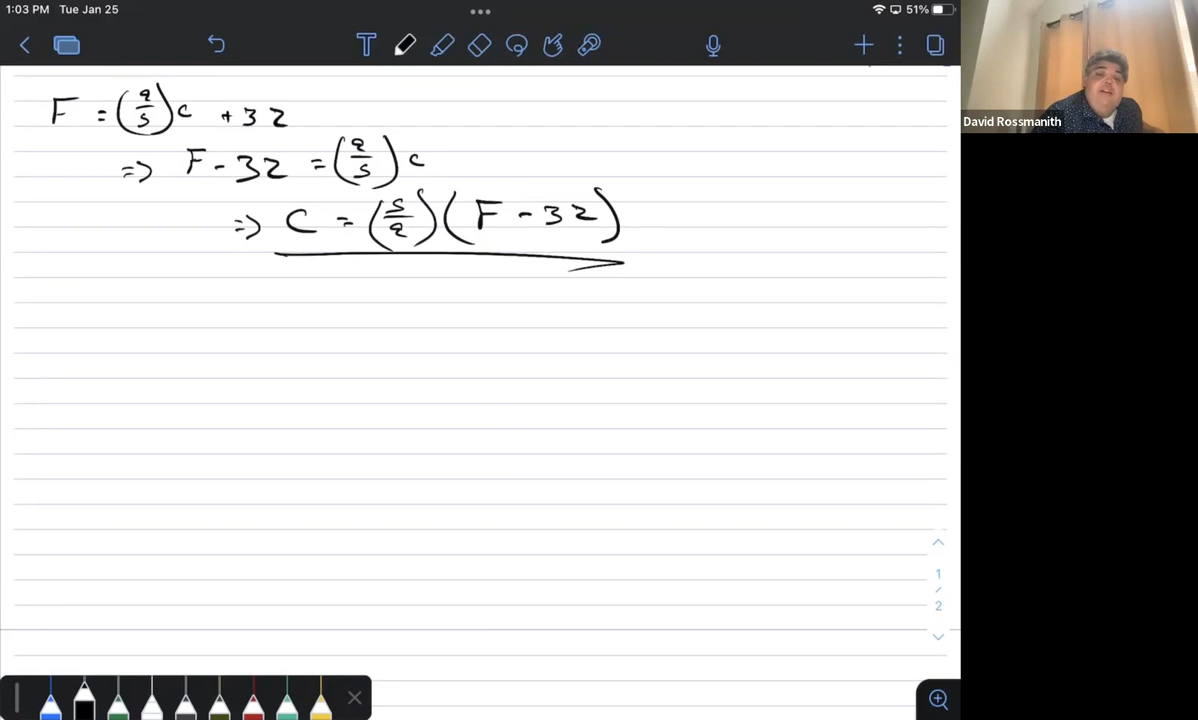 1:03 PM Tue Jan 25
51%
F = (9/5) C + 32
=> F - 32 = (9/5) C
=> C = (5/9) (F - 32)
David Rossmanith
T
1
/
2